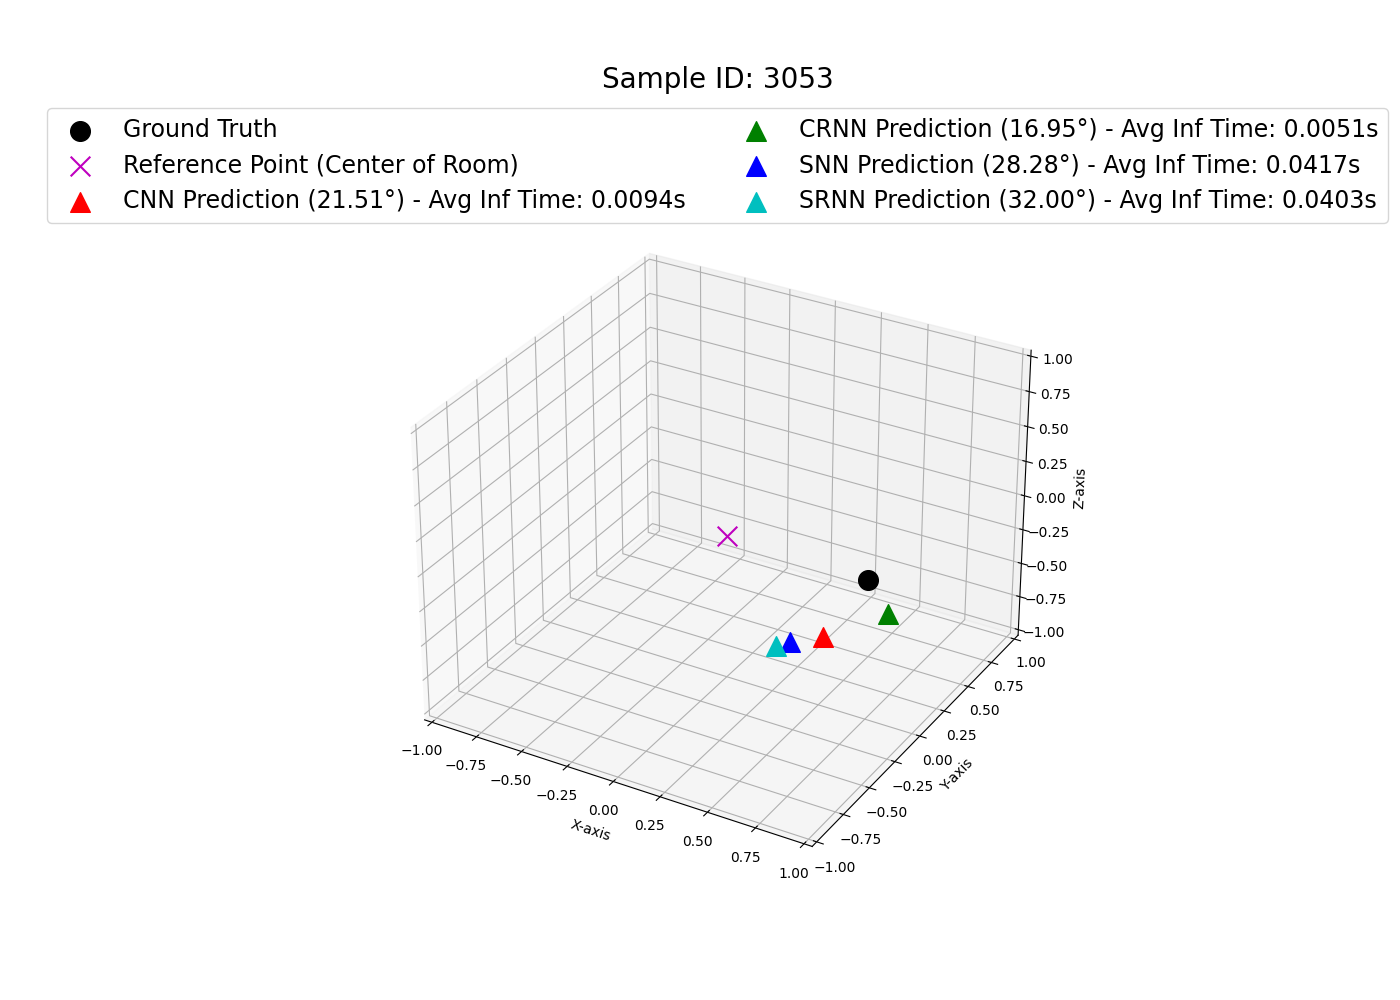 Sample ID: 3053
Ground Truth
Reference Point (Center of Room)
CNN Prediction (21.51°) - Avg Inf Time: 0.0094s
CRNN Prediction (16.95°) - Avg Inf Time: 0.0051s
SNN Prediction (28.28°) - Avg Inf Time: 0.0417s
SRNN Prediction (32.00°) - Avg Inf Time: 0.0403s
1.00
0.75
0.50
0.25
0.00
−0.25
−0.50
−0.75
−1.00
Z-axis
1.00
0.75
0.50
0.25
0.00
−0.25
−0.50
−0.75
−1.00
Y-axis
−1.00
−0.75
−0.50
−0.25
0.00
0.25
0.50
0.75
1.00
X-axis